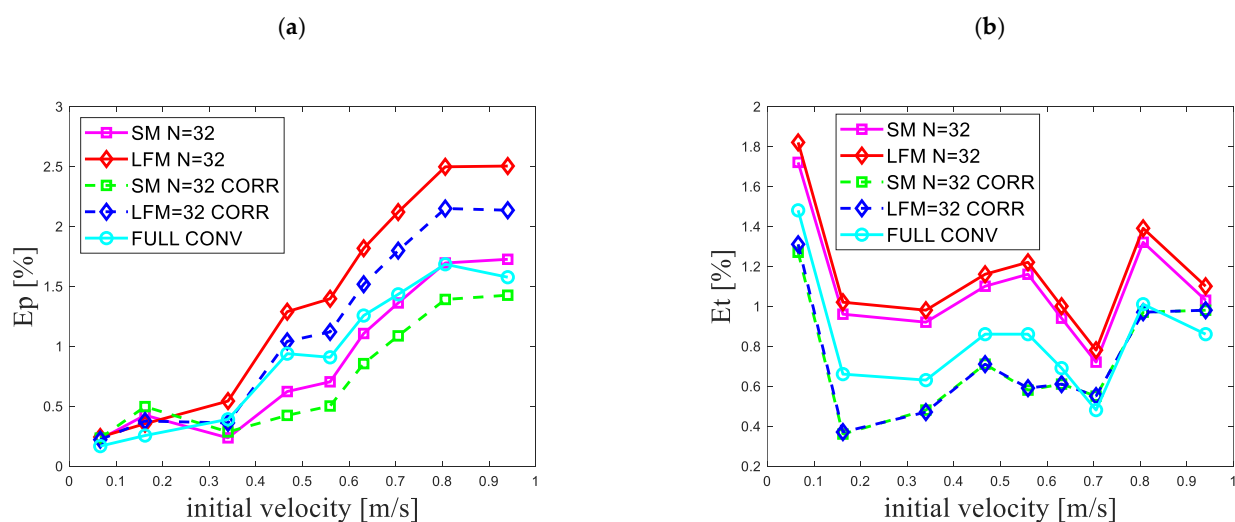 (a)
(b)
Ep [%]
3
2.5
2
1.5
1
0.5
0
SM N=32
LFM N=32
SM N=32 CORR
LFM=32 CORR
FULL CONV
0 0.1 0.2 0.3 0.4 0.5 0.6 0.7 0.8 0.9 1
initial velocity [m/s]
Et [%]
2
1.8
1.6
1.4
1.2
1
0.8
0.6
0.4
0.2
SM N=32
LFM N=32
SM N=32 CORR
LFM=32 CORR
FULL CONV
0 0.1 0.2 0.3 0.4 0.5 0.6 0.7 0.8 0.9 1
initial velocity [m/s]